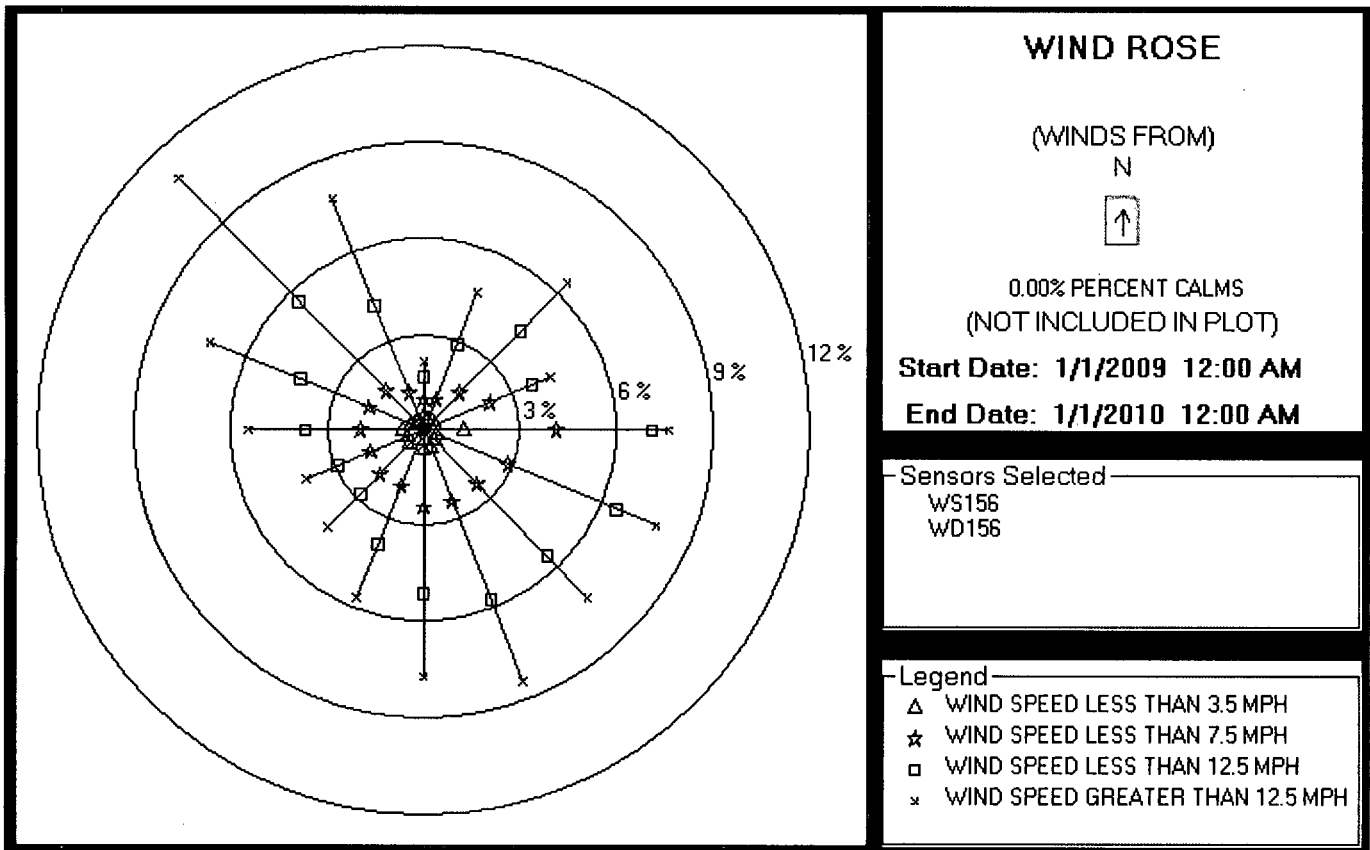 WIND ROSE
(WINDS FROM)
N
0.00% PERCENT CALMS
(NOT INCLUDED IN PLOT)
Start Date: 1/1/2009 12:00 AM
End Date: 1/1/2010 12:00 AM
3%
6%
9%
12%
Sensors Selected
WS156
WD156
Legend
WIND SPEED LESS THAN 3.5 MPH
WIND SPEED LESS THAN 7.5 MPH
WIND SPEED LESS THAN 12.5 MPH
WIND SPEED GREATER THAN 12.5 MPH